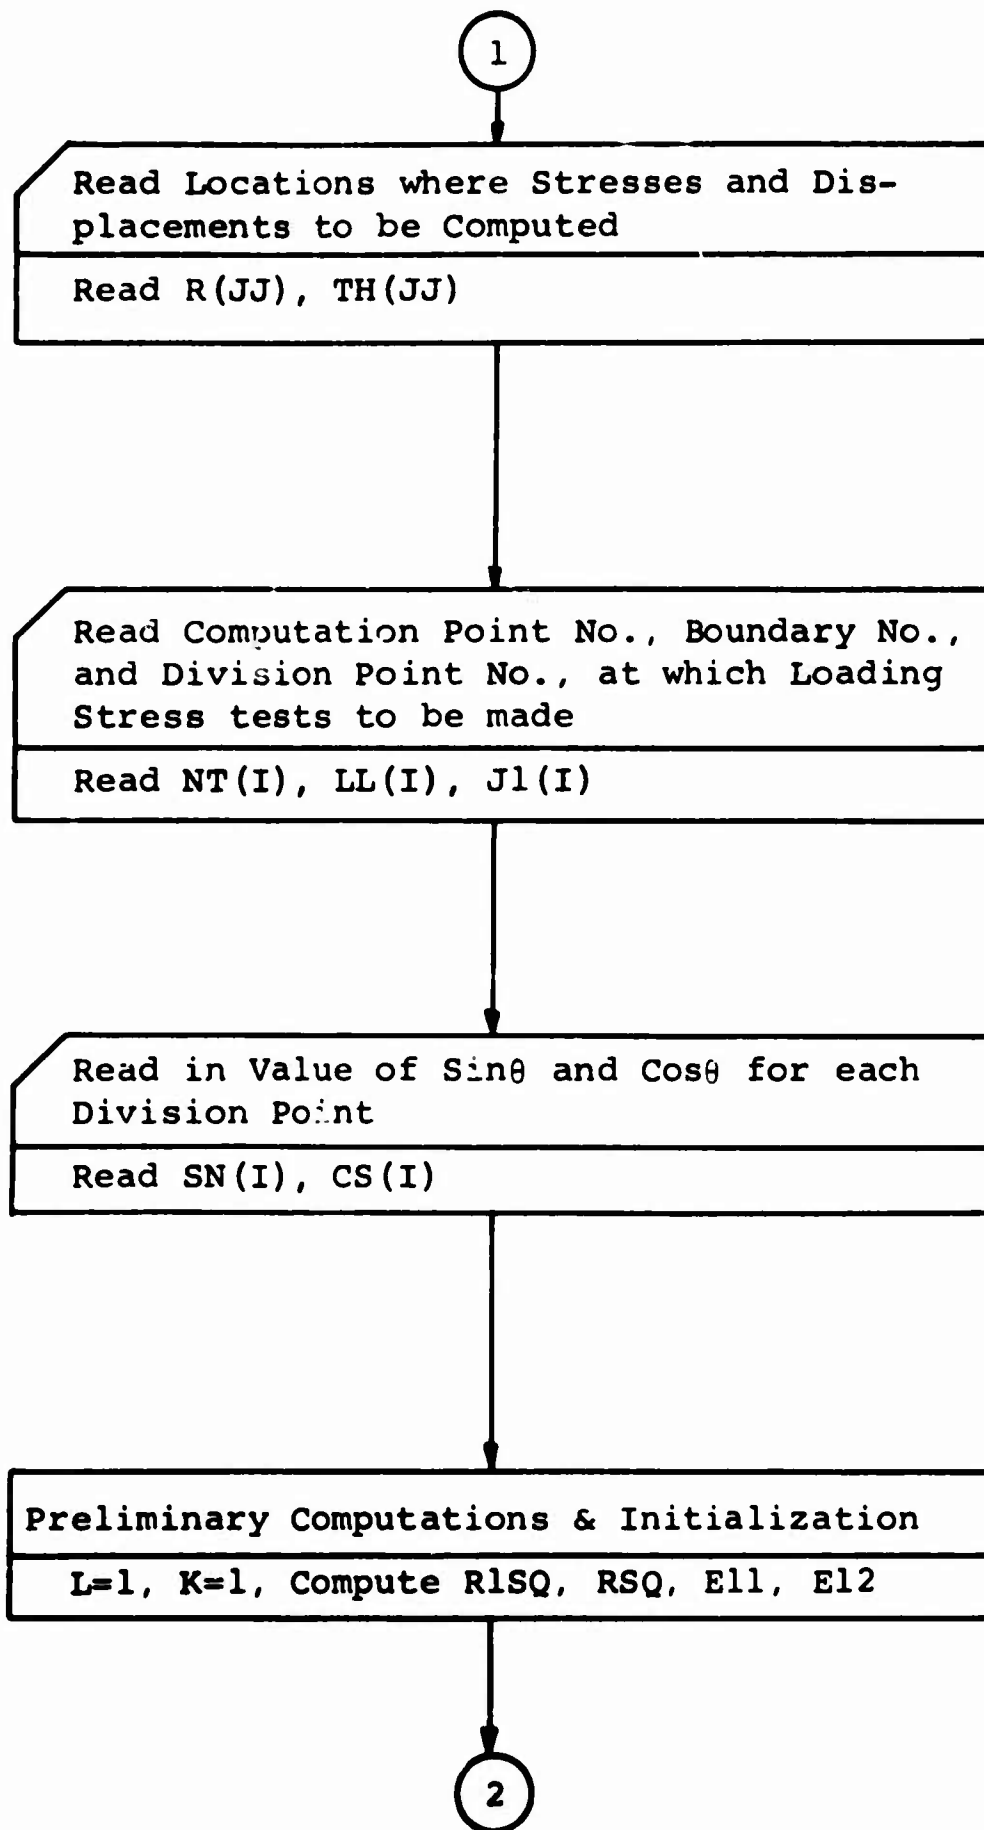 1
Read Locations where Stresses and Dis-
placements to be Computed
Read R(JJ), TH(JJ)
Read Computation Point No., Boundary No.,
and Division Point No., at which Loading
Stress tests to be made
Read NT(I), LL(I), J1(I)
Read in Value of Sinθ and Cosθ for each
Division Point
Read SN(I), CS(I)
Preliminary Computations & Initialization
L=1, K=1, Compute R1SQ, RSQ, E11, E12
2